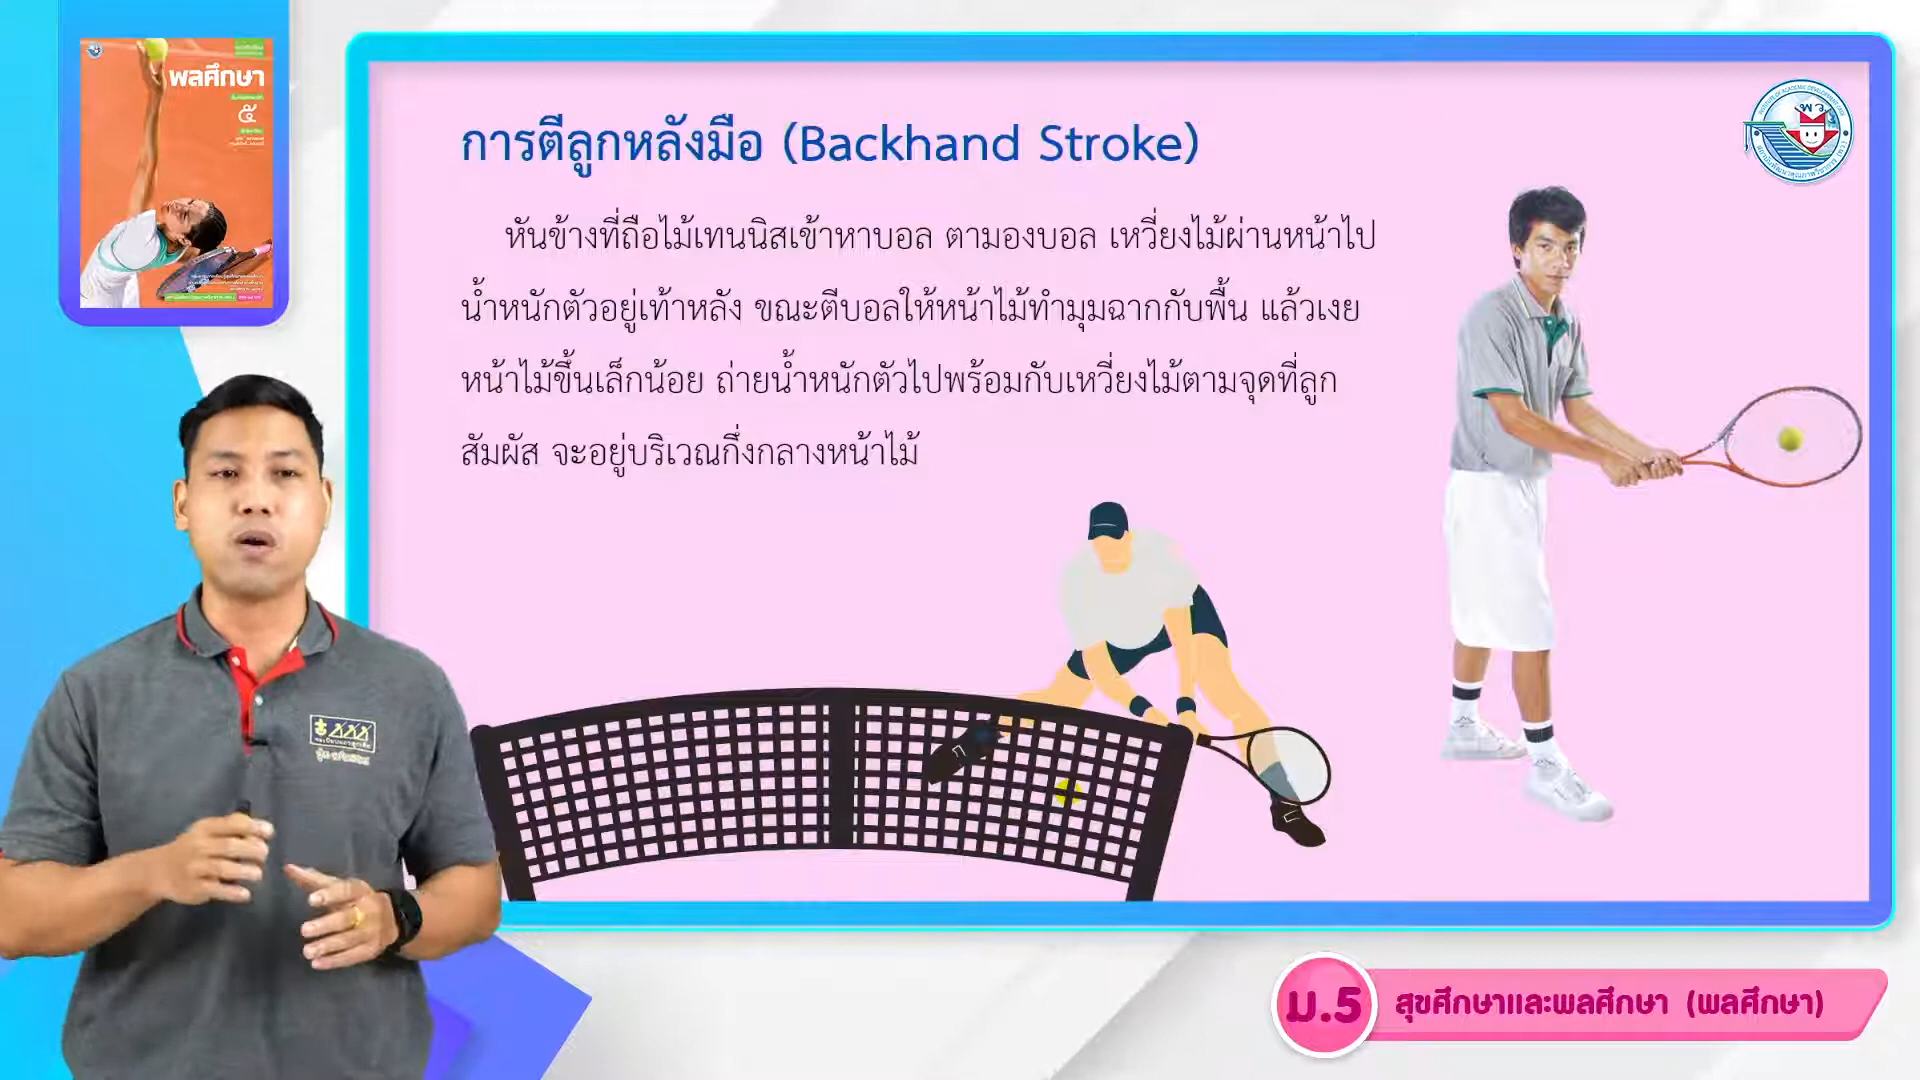 พลศึกษา
๕
การตีลูกหลังมือ (Backhand Stroke)
หันข้างที่ถือไม้เทนนิสเข้าหาบอล ตามองบอล เหวี่ยงไม้ผ่านหน้าไป
น้ำหนักตัวอยู่เท้าหลัง ขณะตีบอลให้หน้าไม้ทำมุมฉากกับพื้น แล้วเงย
หน้าไม้ขึ้นเล็กน้อย ถ่ายน้ำหนักตัวไปพร้อมกับเหวี่ยงไม้ตามจุดที่ลูก
สัมผัส จะอยู่บริเวณกึ่งกลางหน้าไม้
พว
ม.5
สุขศึกษาและพลศึกษา (พลศึกษา)